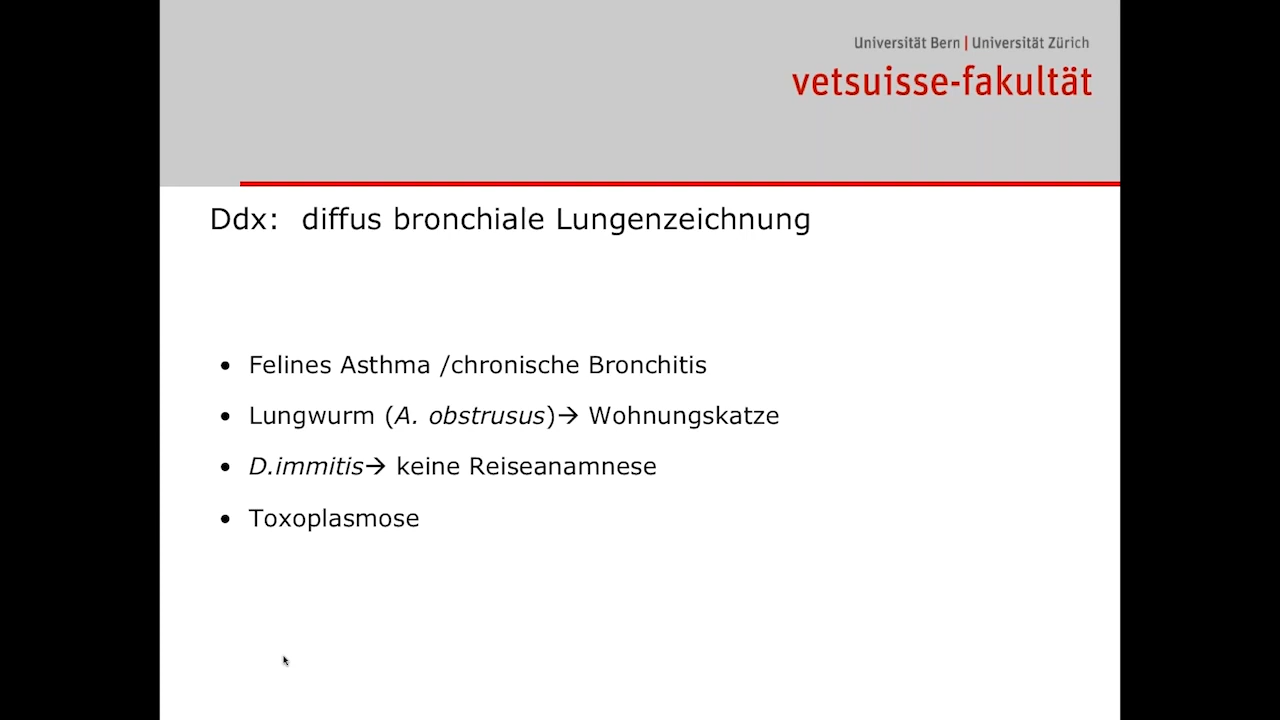 Universität Bern | Universität Zürich
vetsuisse-fakultät
Ddx: diffus bronchiale Lungenzeichnung
• Felines Asthma /chronische Bronchitis
• Lungwurm (A. obstrusus)→ Wohnungskatze
• D.immitis→ keine Reiseanamnese
• Toxoplasmose